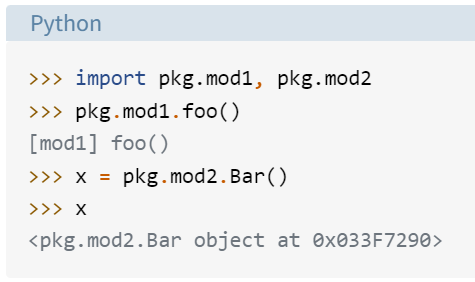 Python
>>> import pkg.mod1, pkg.mod2
>>> pkg.mod1.foo()
[mod1] foo()
>>> x = pkg.mod2.Bar()
>>> x
<pkg.mod2.Bar object at 0x033F7290>